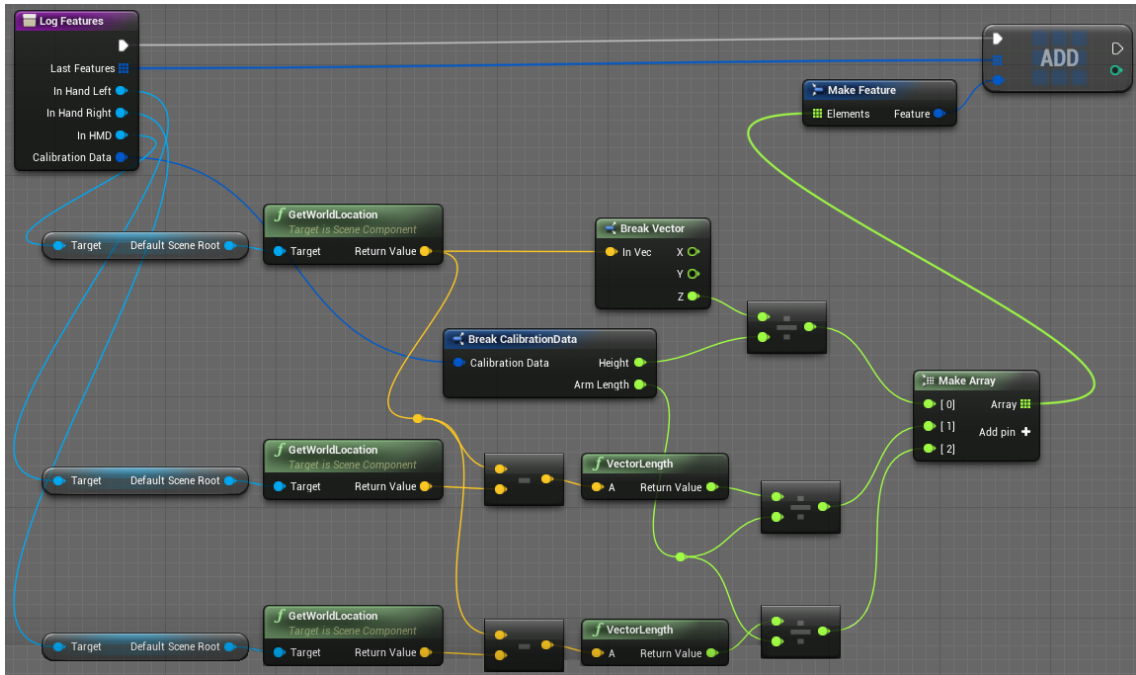 Log Features
Last Features
In Hand Left
In Hand Right
In HMD
Calibration Data
ADD
Make Feature
Elements Feature
Target Default Scene Root
GetWorldLocation
Target is Scene Component
Target Return Value
Break Vector
In Vec X
Y
Z
Break CalibrationData
Calibration Data Height
Arm Length
Make Array
[ 0] Array
[ 1] Add pin +
[ 2]
Target Default Scene Root
GetWorldLocation
Target is Scene Component
Target Return Value
VectorLength
A Return Value
Target Default Scene Root
GetWorldLocation
Target is Scene Component
Target Return Value
VectorLength
A Return Value